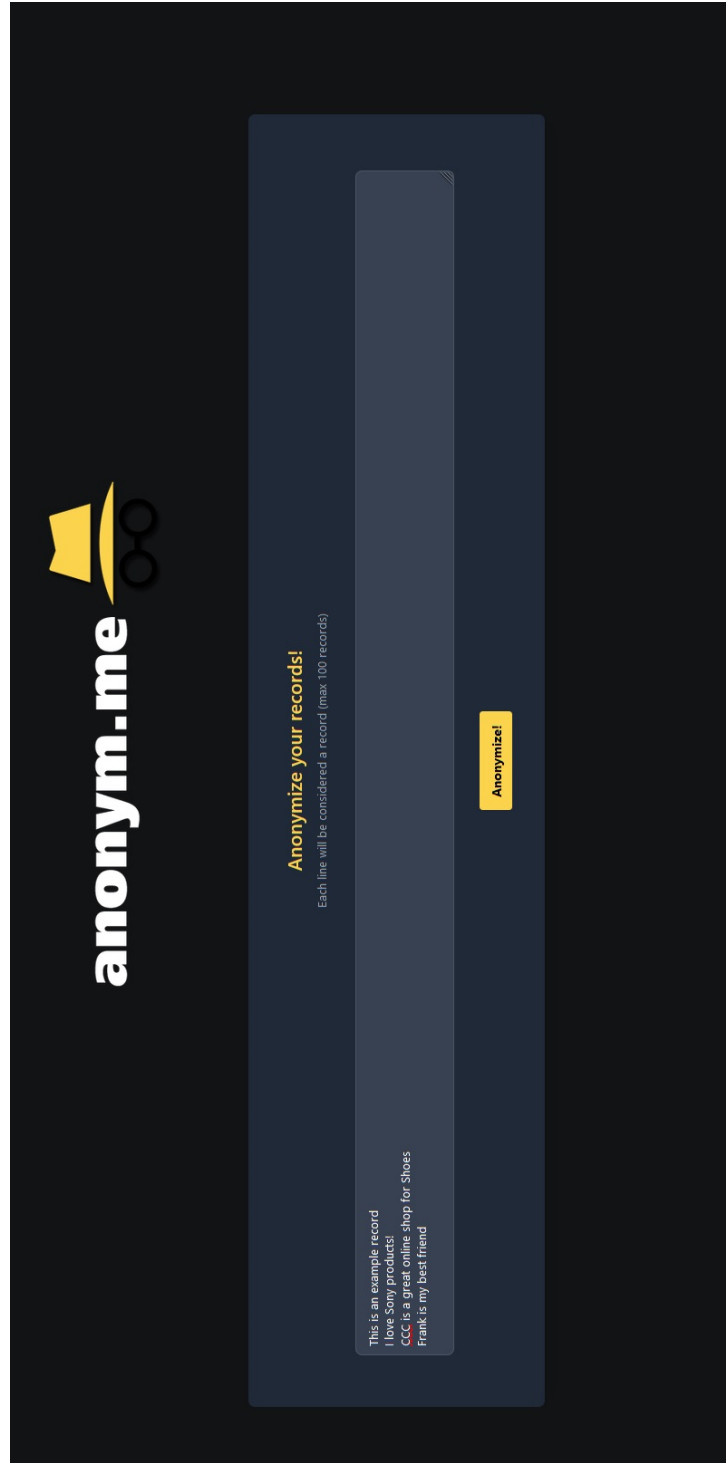 anonym.me
Anonymize your records!
Each line will be considered a record (max 100 records)
This is an example record
I love Sony products!
CCC is a great online shop for Shoes
Frank is my best friend
Anonymize!